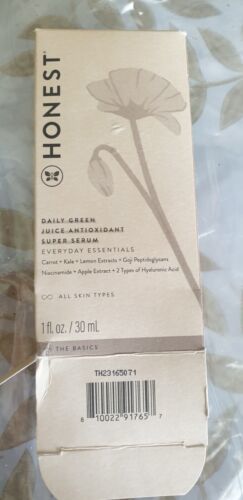 HONEST®
DAILY GREEN
JUICE ANTIOXIDANT
SUPER SERUM
EVERYDAY ESSENTIALS
Carrot + Kale + Lemon Extracts + Goji Peptidoglycans
Niacinamide + Apple Extract + 2 Types of Hyaluronic Acid
ALL SKIN TYPES
1 fl. oz. / 30 mL
THE BASICS
TH23165071
8 10022 91765 7